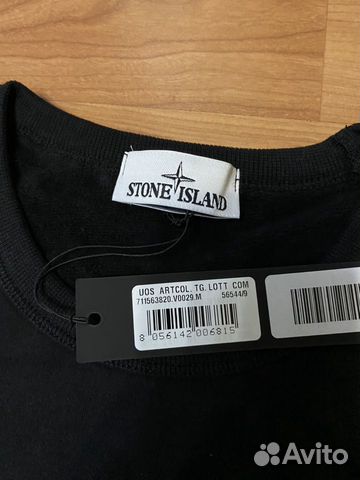 STONE ISLAND
UOS ARTCOL. TG. LOTT COM
711563820.V0029.M 56544/9
8 056142 006815
Avito